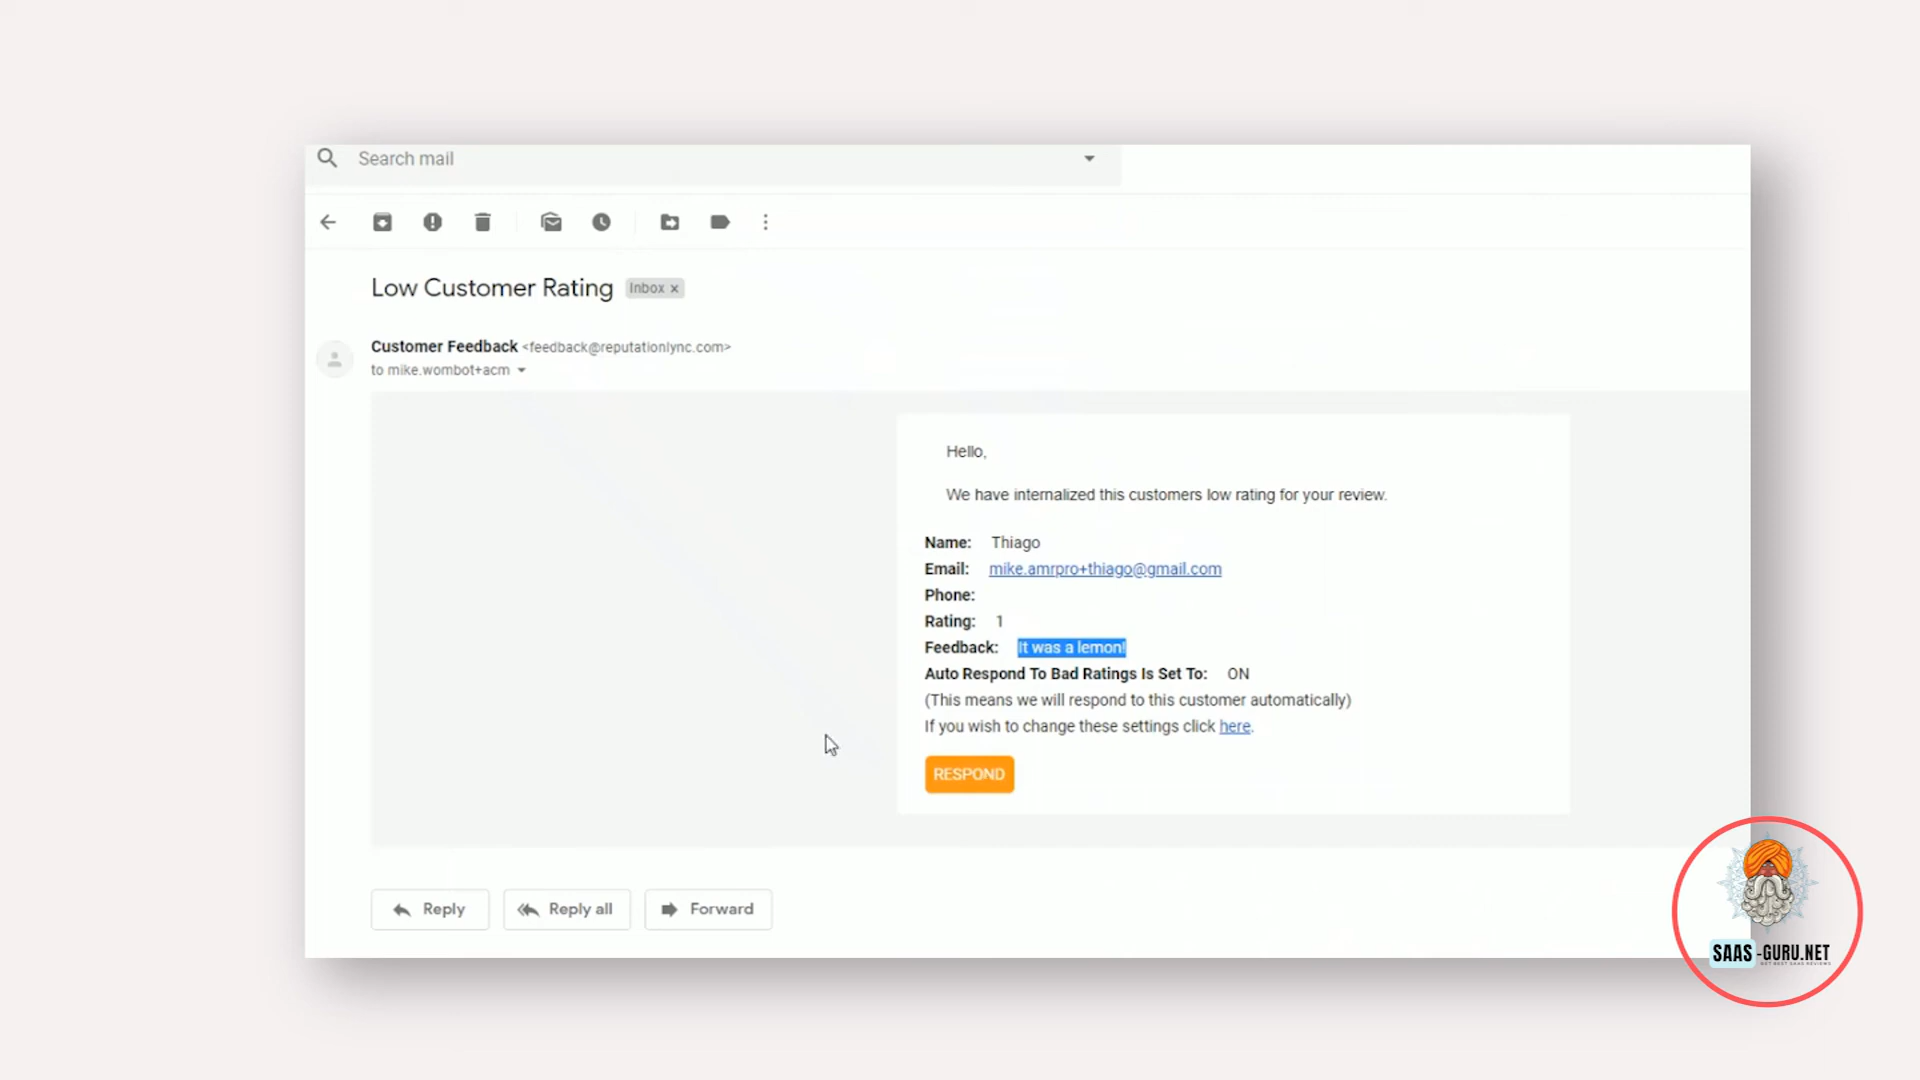 Search mail
Low Customer Rating Inbox x
Customer Feedback <feedback@reputationlync.com>
to mike.wombot+acm
Hello,
We have internalized this customers low rating for your review.
Name: Thiago
Email: mike.amrpro+thiago@gmail.com
Phone:
Rating: 1
Feedback: It was a lemon!
Auto Respond To Bad Ratings Is Set To: ON
(This means we will respond to this customer automatically)
If you wish to change these settings click here.
RESPOND
Reply Reply all Forward
SAAS-GURU.NET